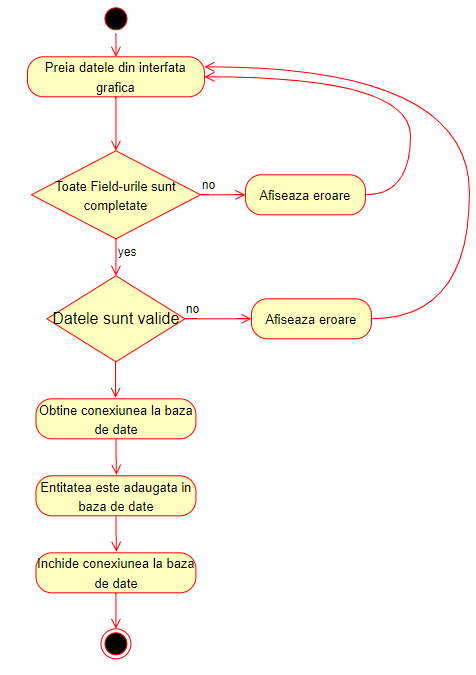 Preia datele din interfata
grafica
Toate Field-urile sunt
completate
no
Afiseaza eroare
yes
Datele sunt valide
no
Afiseaza eroare
Obtine conexiunea la baza
de date
Entitatea este adaugata in
baza de date
Inchide conexiunea la baza
de date